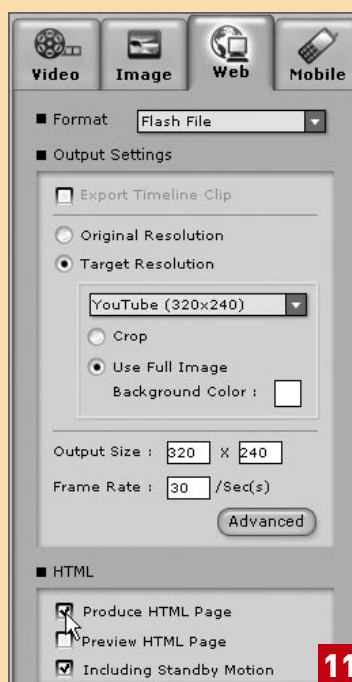 Video Image Web Mobile
Format Flash File
Output Settings
Export Timeline Clip
Original Resolution
Target Resolution
YouTube (320x240)
Crop
Use Full Image
Background Color :
Output Size : 320 X 240
Frame Rate : 30 /Sec(s)
Advanced
HTML
Produce HTML Page
Preview HTML Page
Including Standby Motion
11